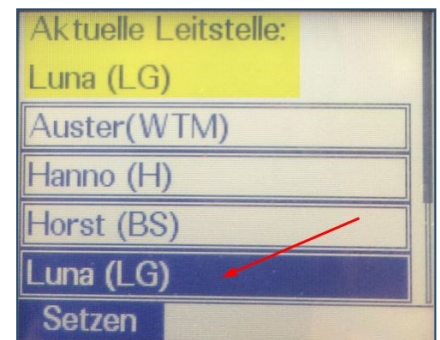 Aktuelle Leitstelle:
Luna (LG)
Auster(WTM)
Hanno (H)
Horst (BS)
Luna (LG)
Setzen